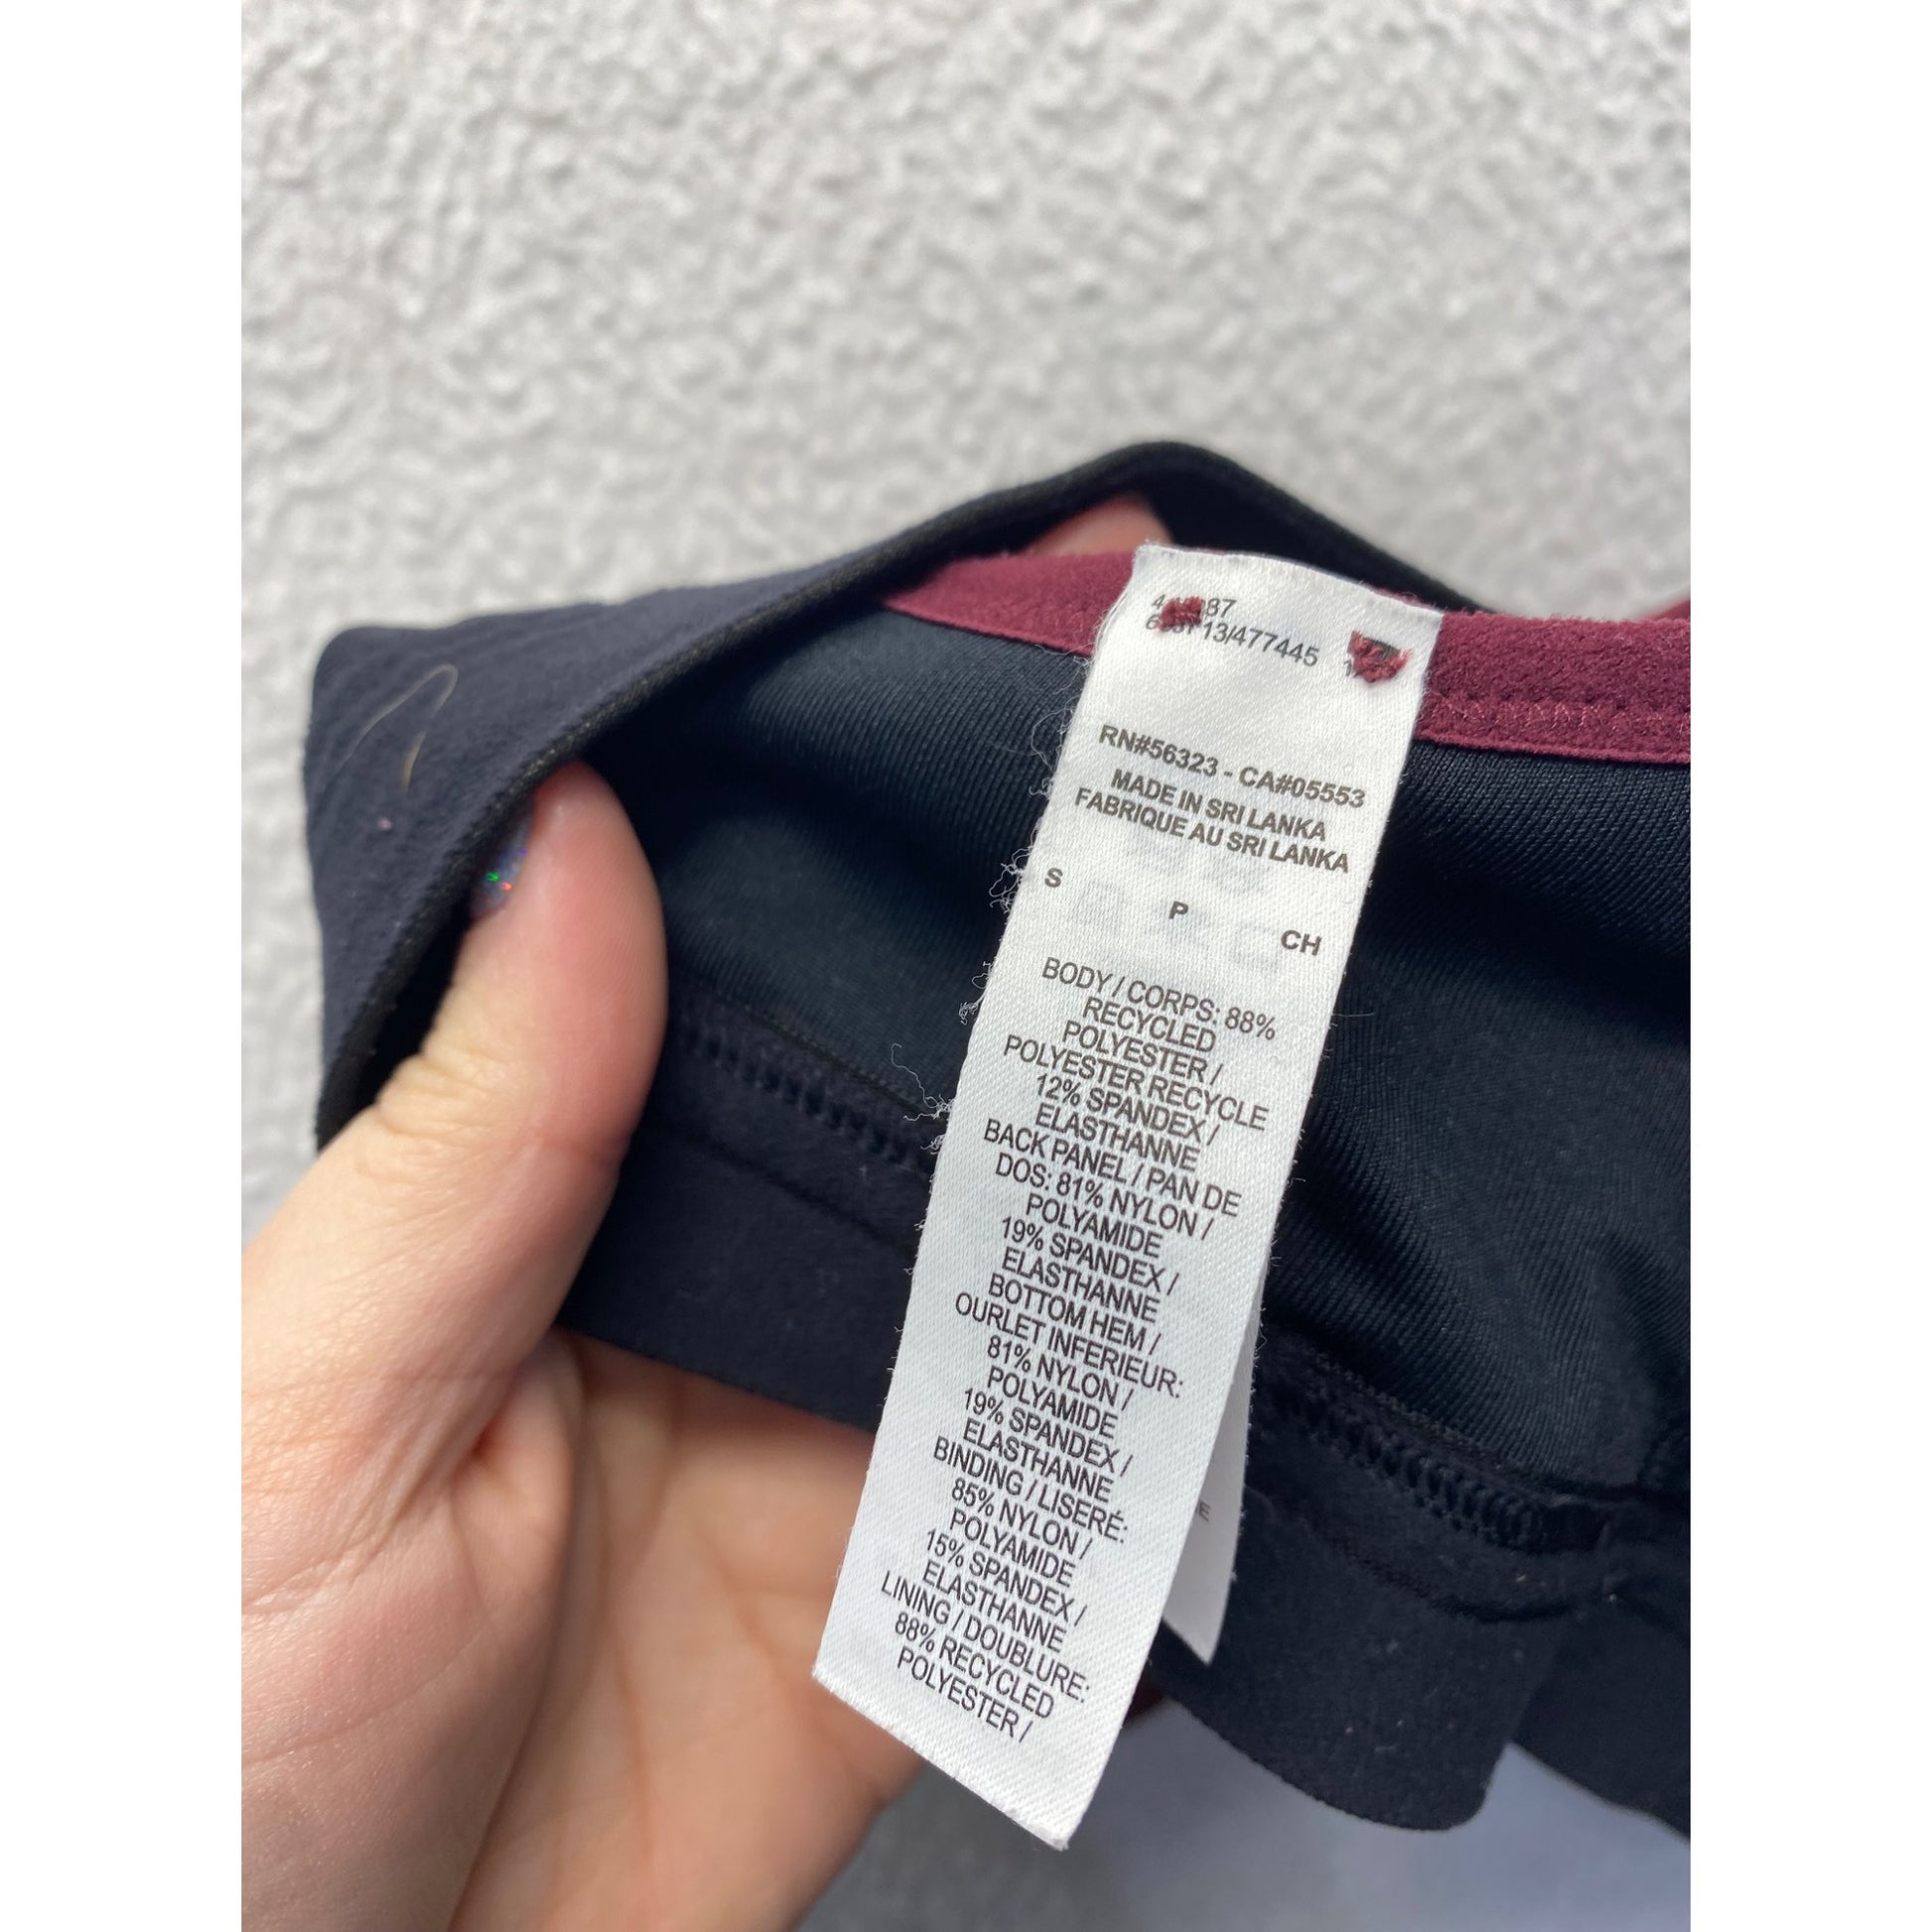 87
13/477445
RN#56323 - CA#05553
MADE IN SRI LANKA
FABRIQUE AU SRI LANKA
S P CH
BODY / CORPS: 88%
RECYCLED
POLYESTER /
POLYESTER RECYCLE
12% SPANDEX /
ELASTHANNE
BACK PANEL / PAN DE
DOS: 81% NYLON /
POLYAMIDE
19% SPANDEX /
ELASTHANNE
BOTTOM HEM /
OURLET INFERIEUR:
81% NYLON /
POLYAMIDE
19% SPANDEX /
ELASTHANNE
BINDING / LISERÉ:
85% NYLON /
POLYAMIDE
15% SPANDEX /
ELASTHANNE
LINING / DOUBLURE:
88% RECYCLED
POLYESTER /
E